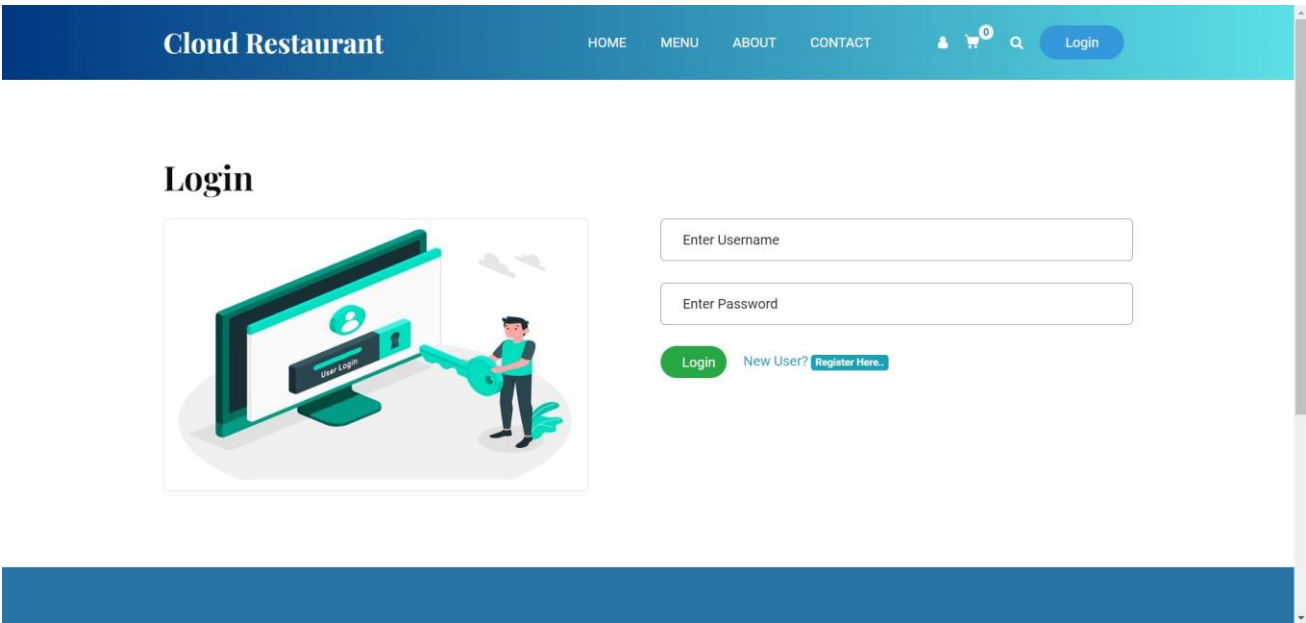 Cloud Restaurant HOME MENU ABOUT CONTACT 0 Login
Login
User Login
Enter Username
Enter Password
Login New User? Register Here..